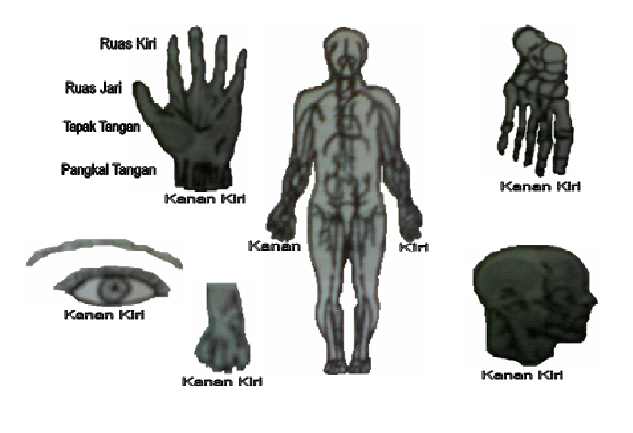 Ruas Kiri
Ruas Jari
Tapak Tangan
Pangkal Tangan
Kanan Kiri
Kanan
Kiri
Kanan Kiri
Kanan Kiri
Kanan Kiri
Kanan Kiri